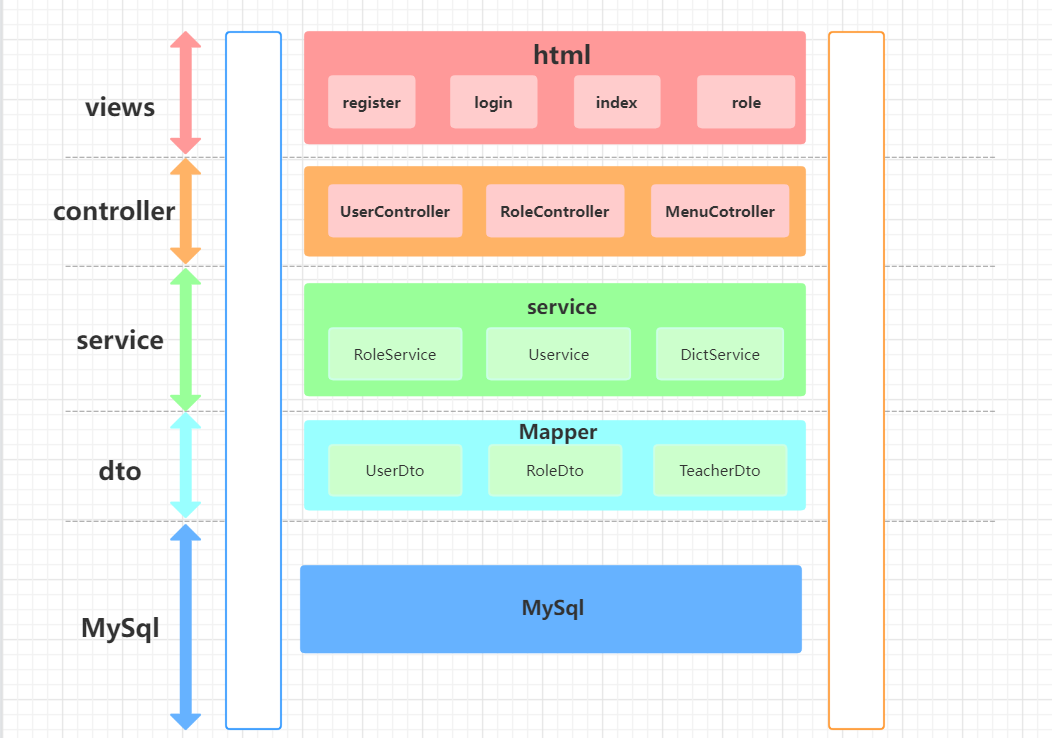 html
views
register
login
index
role
controller
UserController
RoleController
MenuCotroller
service
service
RoleService
Uservice
DictService
Mapper
dto
UserDto
RoleDto
TeacherDto
MySql
MySql